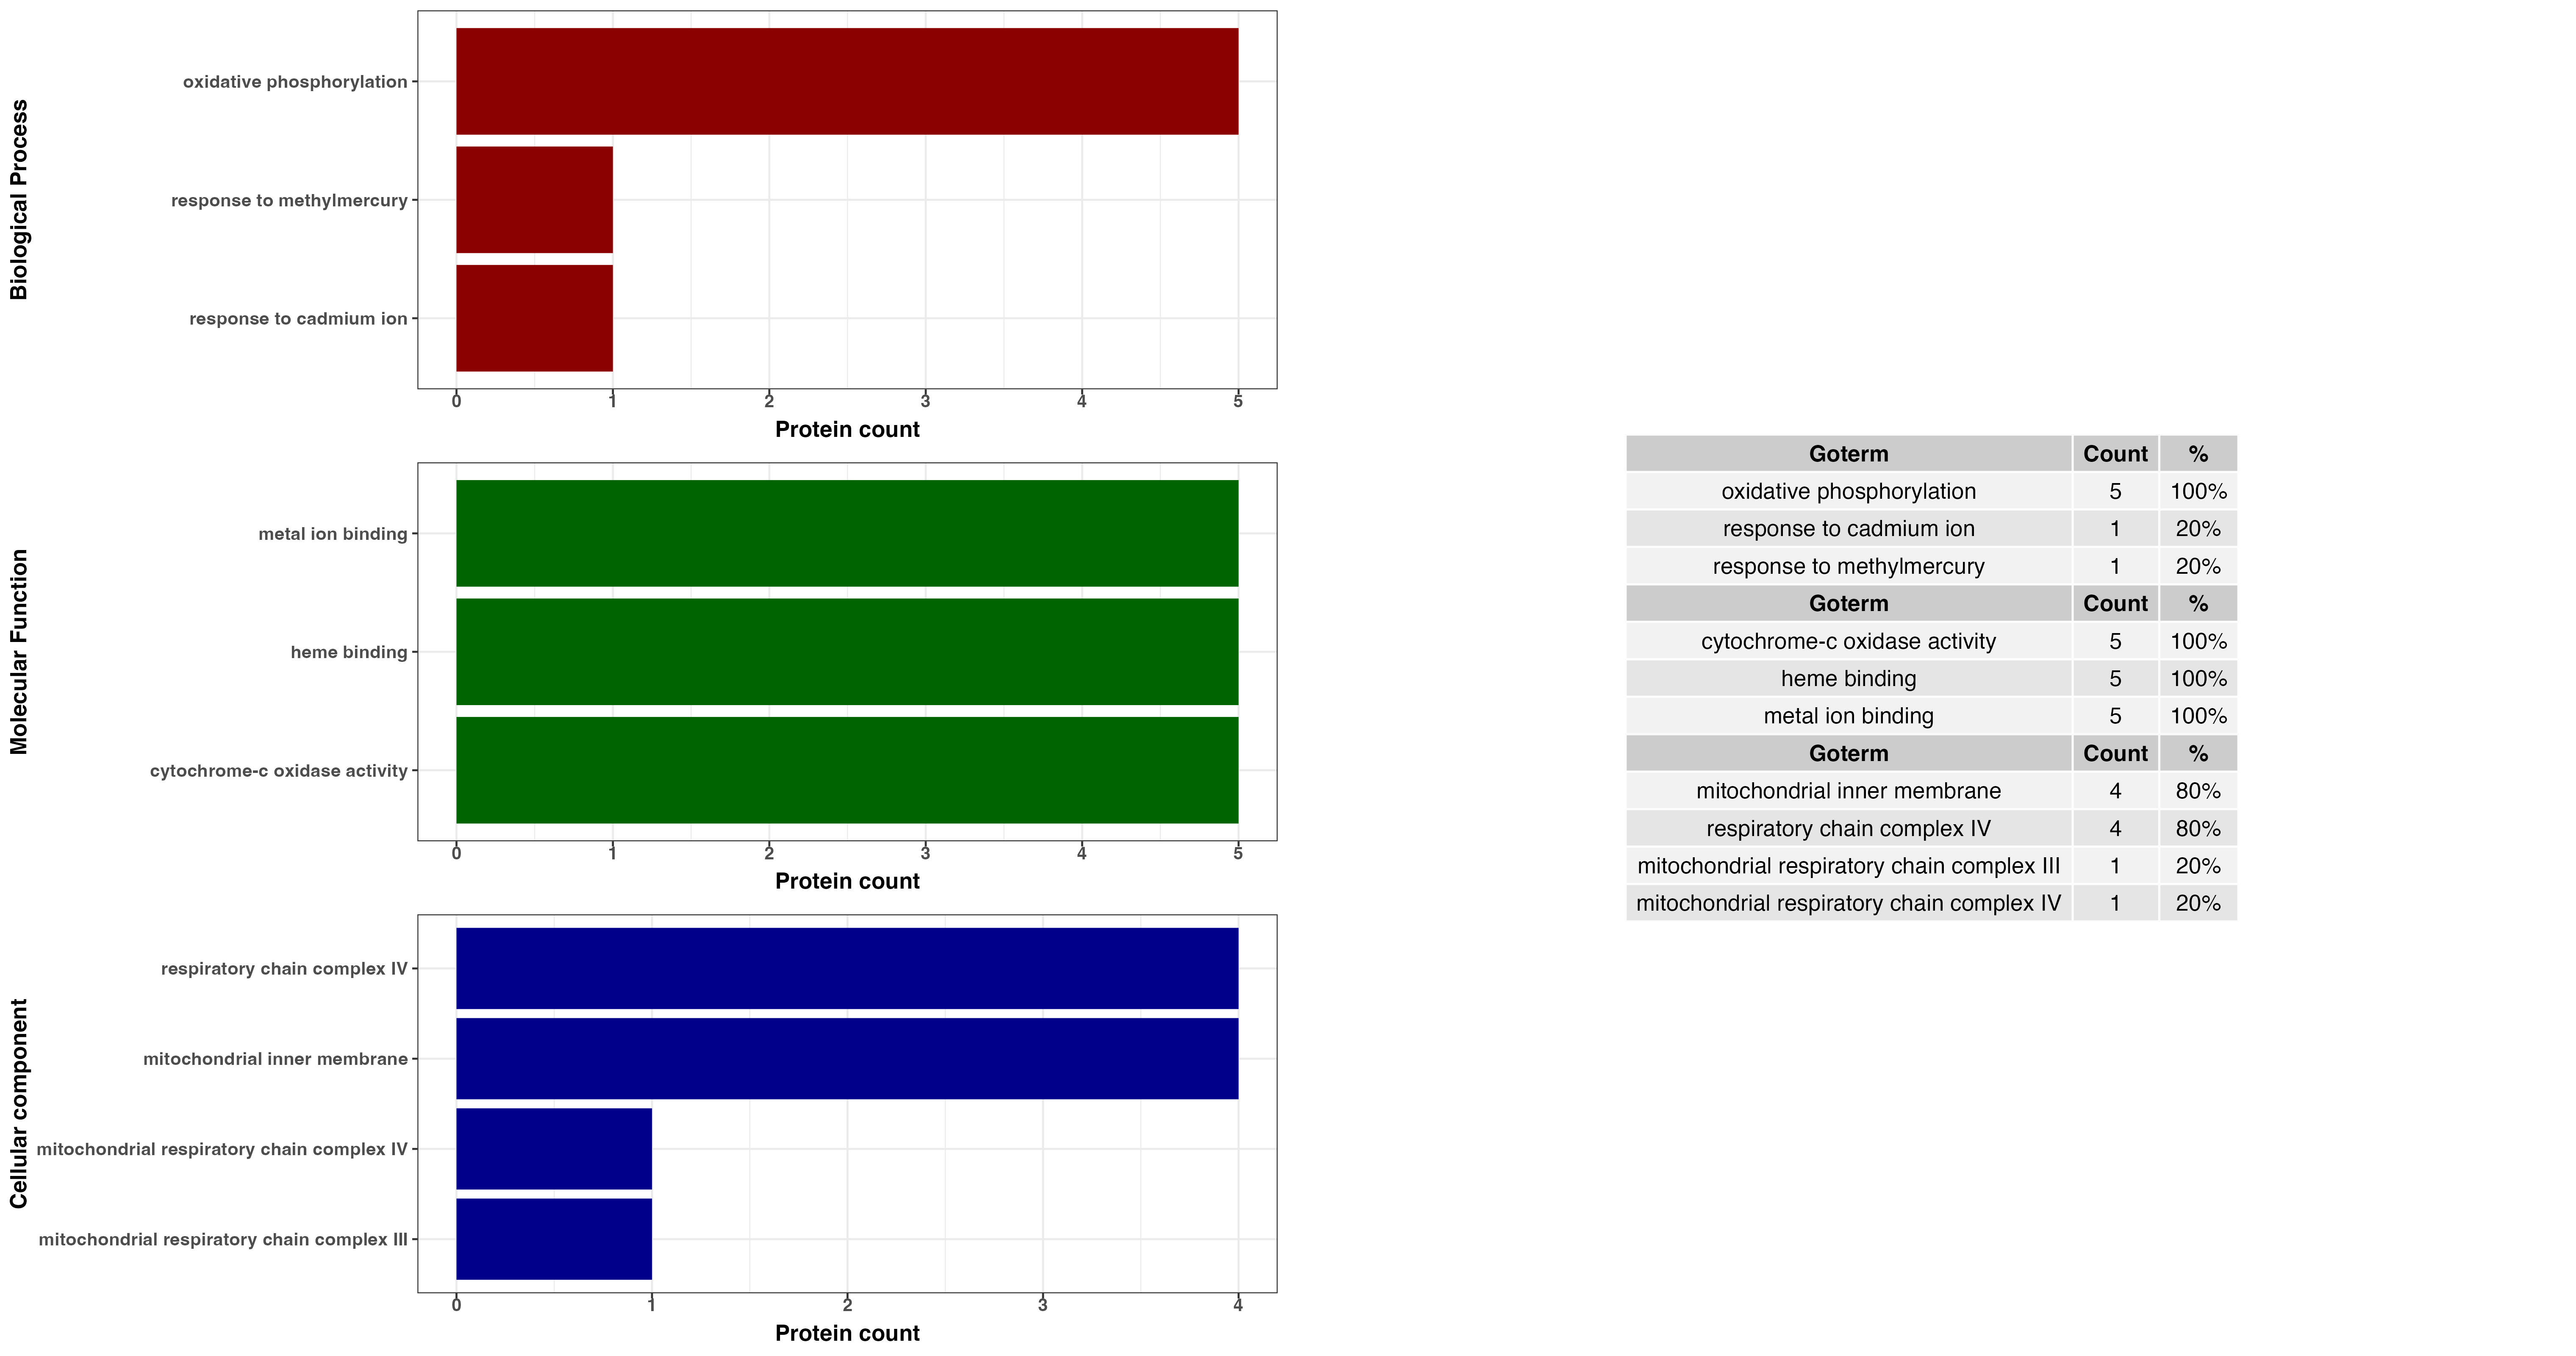 Biological Process
oxidative phosphorylation
response to methylmercury
response to cadmium ion
0 1 2 3 4 5
Protein count
Molecular Function
metal ion binding
heme binding
cytochrome-c oxidase activity
0 1 2 3 4 5
Protein count
Cellular component
respiratory chain complex IV
mitochondrial inner membrane
mitochondrial respiratory chain complex IV
mitochondrial respiratory chain complex III
0 1 2 3 4
Protein count
Goterm Count %
oxidative phosphorylation 5 100%
response to cadmium ion 1 20%
response to methylmercury 1 20%
Goterm Count %
cytochrome-c oxidase activity 5 100%
heme binding 5 100%
metal ion binding 5 100%
Goterm Count %
mitochondrial inner membrane 4 80%
respiratory chain complex IV 4 80%
mitochondrial respiratory chain complex III 1 20%
mitochondrial respiratory chain complex IV 1 20%